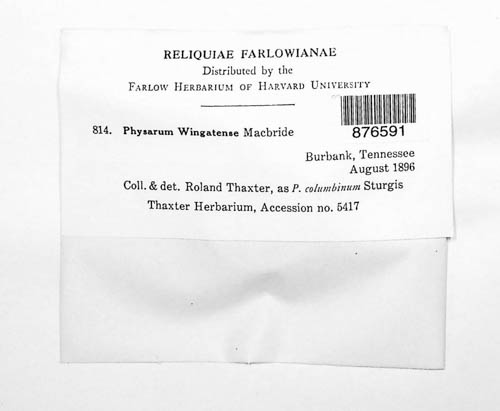 RELIQUIAE FARLOWIANAE
Distributed by the
FARLOW HERBARIUM OF HARVARD UNIVERSITY
876591
814. Physarum Wingatense Macbride
Burbank, Tennessee
August 1896
Coll. & det. Roland Thaxter, as P. columbinum Sturgis
Thaxter Herbarium, Accession no. 5417